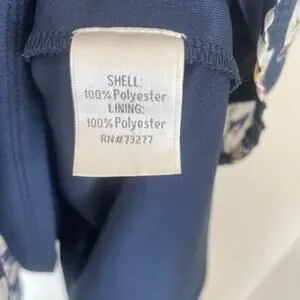 SHELL:
100% Polyester
LINING:
100% Polyester
RN#73277